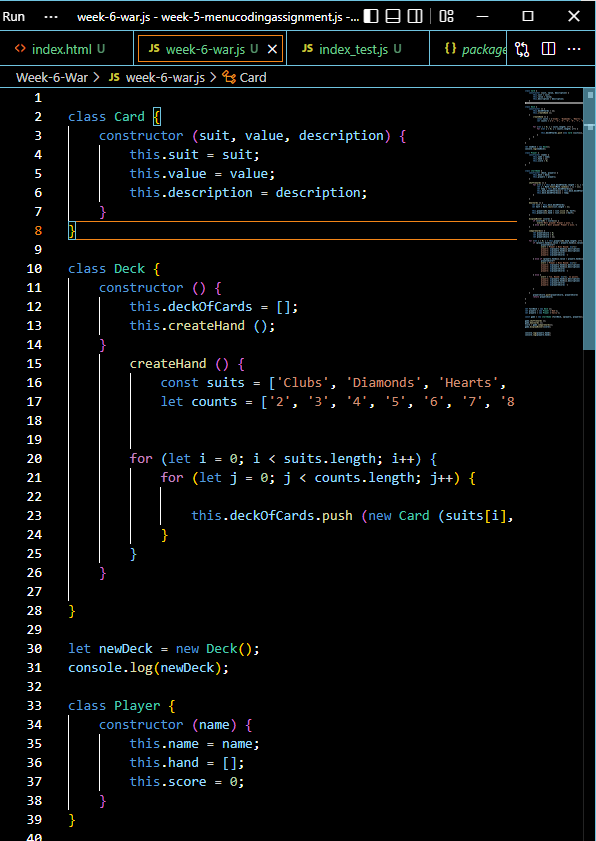 Run ··· week-6-war.js - week-5-menucodingassignment.js -...
index.html U JS week-6-war.js U JS index_test.js U {} package
Week-6-War > JS week-6-war.js > Card
1
2 class Card {
3 constructor (suit, value, description) {
4 this.suit = suit;
5 this.value = value;
6 this.description = description;
7 }
8 }
9
10 class Deck {
11 constructor () {
12 this.deckOfCards = [];
13 this.createHand ();
14 }
15 createHand () {
16 const suits = ['Clubs', 'Diamonds', 'Hearts',
17 let counts = ['2', '3', '4', '5', '6', '7', '8
18
19
20 for (let i = 0; i < suits.length; i++) {
21 for (let j = 0; j < counts.length; j++) {
22
23 this.deckOfCards.push (new Card (suits[i],
24 }
25 }
26 }
27
28 }
29
30 let newDeck = new Deck();
31 console.log(newDeck);
32
33 class Player {
34 constructor (name) {
35 this.name = name;
36 this.hand = [];
37 this.score = 0;
38 }
39 }
40